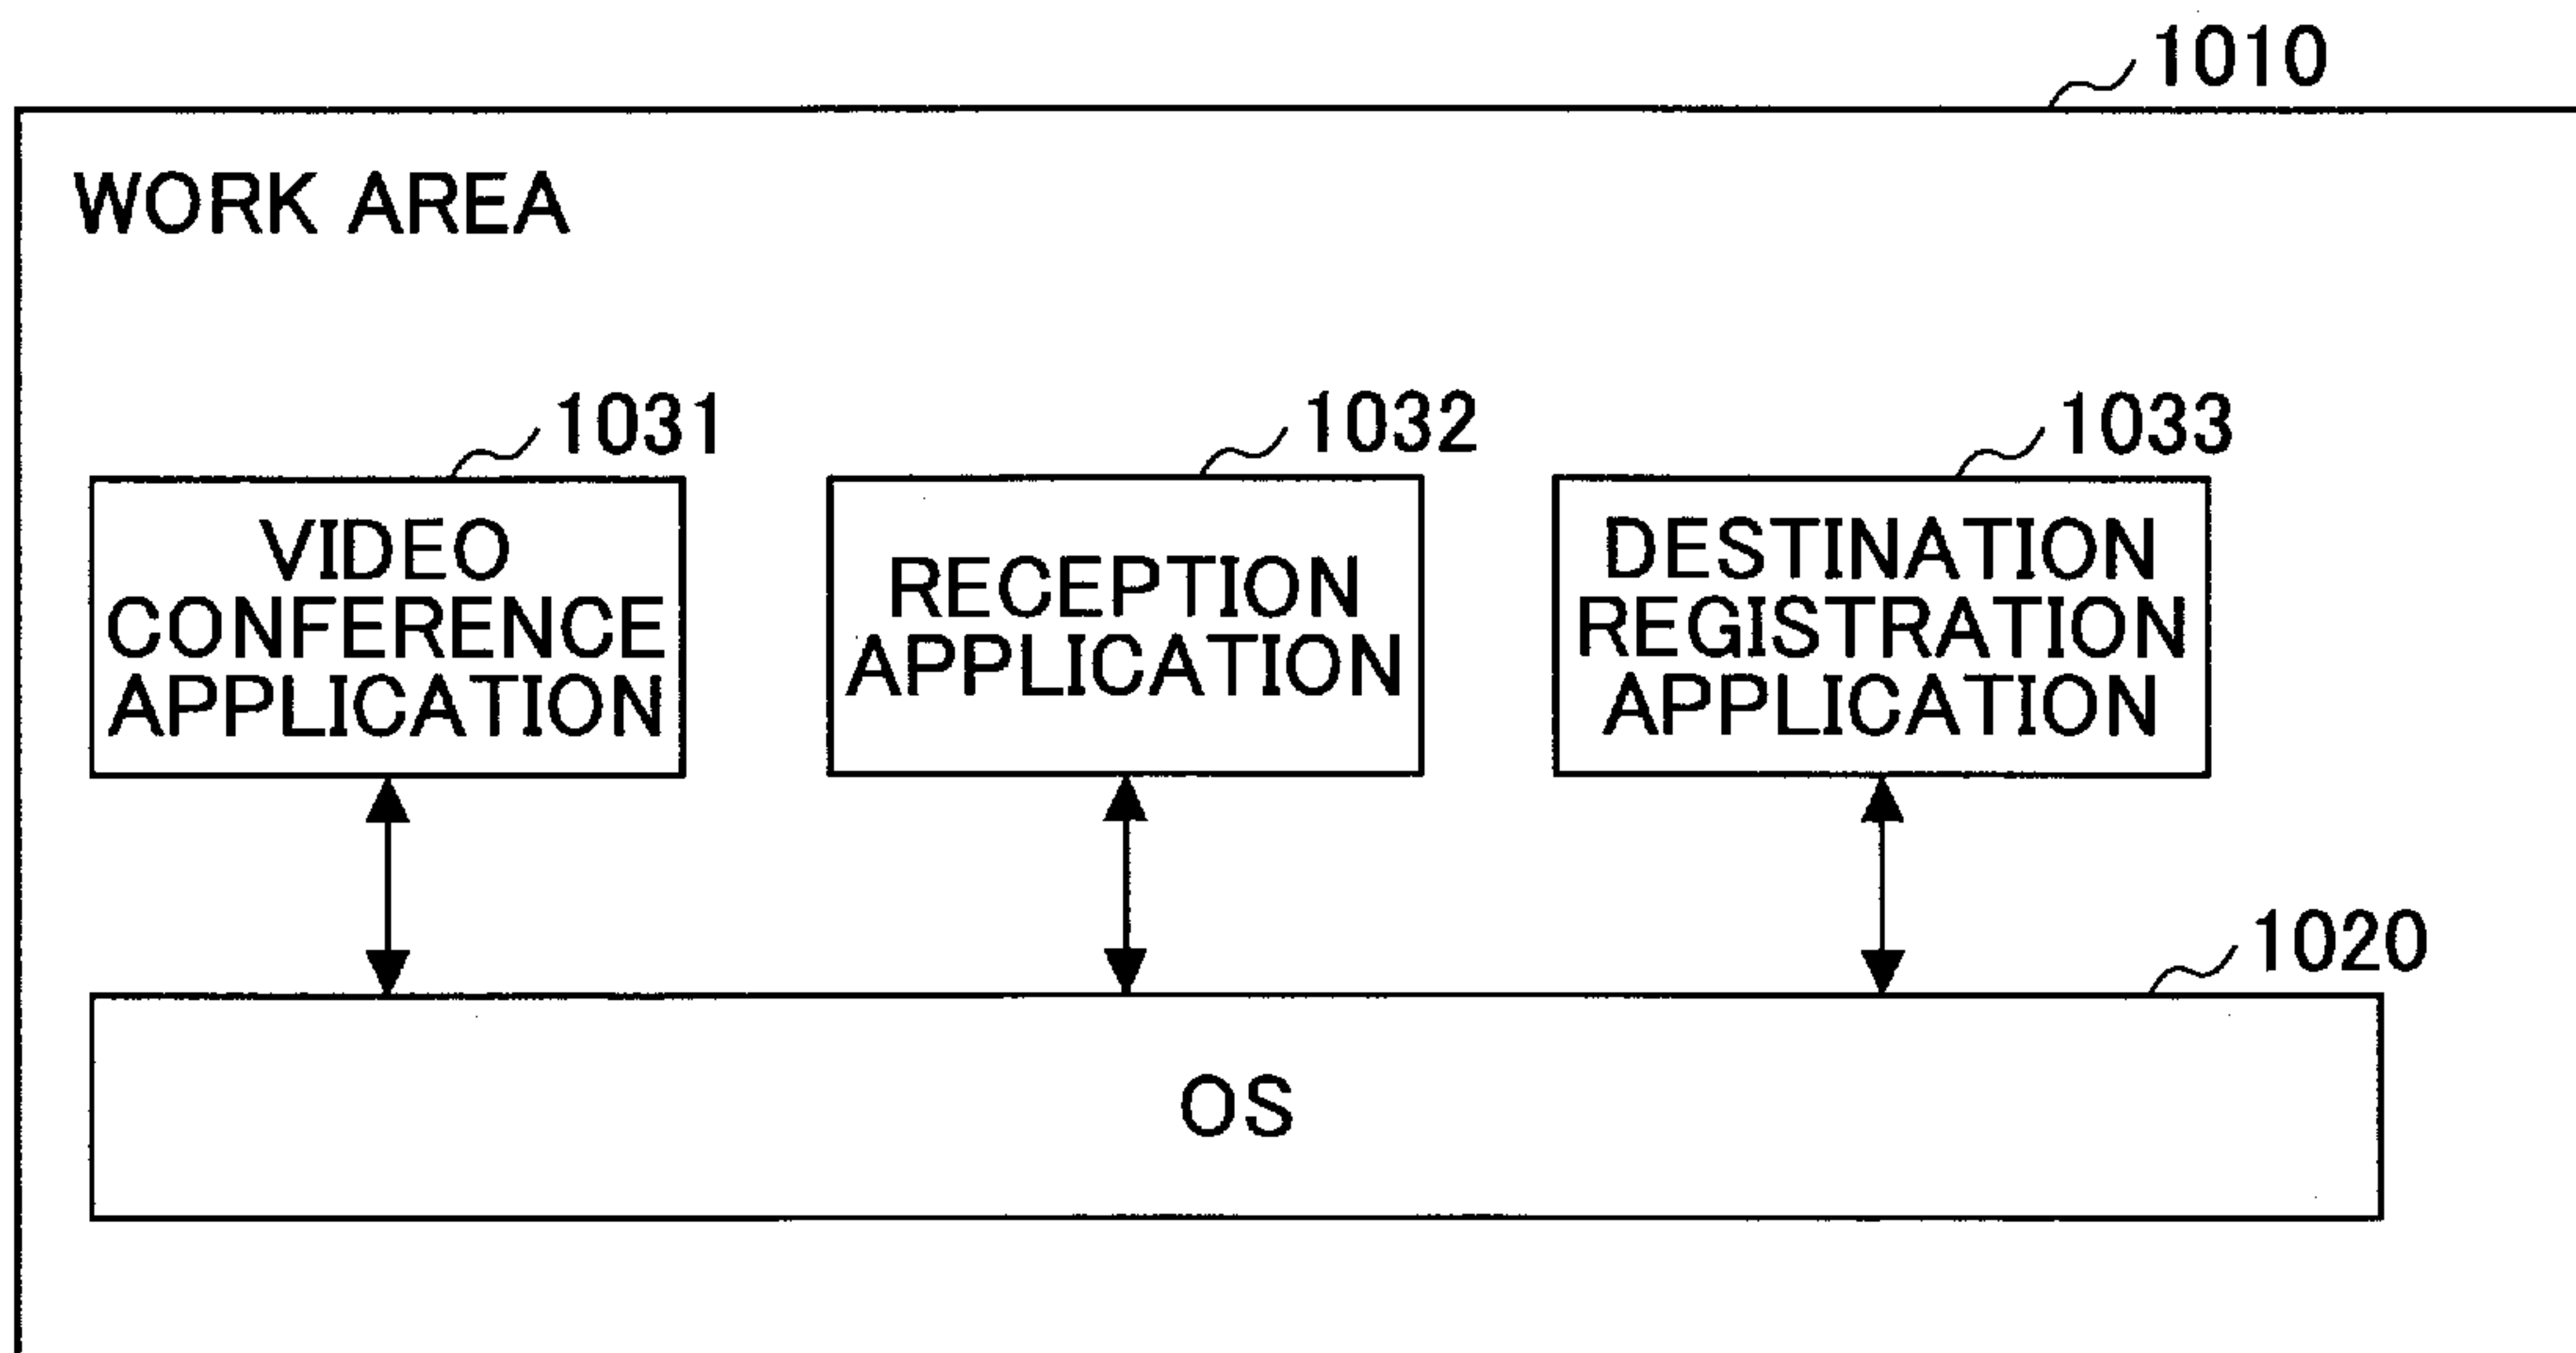 1010
WORK AREA
1031
1032
1033
VIDEO
CONFERENCE
APPLICATION
RECEPTION
APPLICATION
DESTINATION
REGISTRATION
APPLICATION
1020
OS